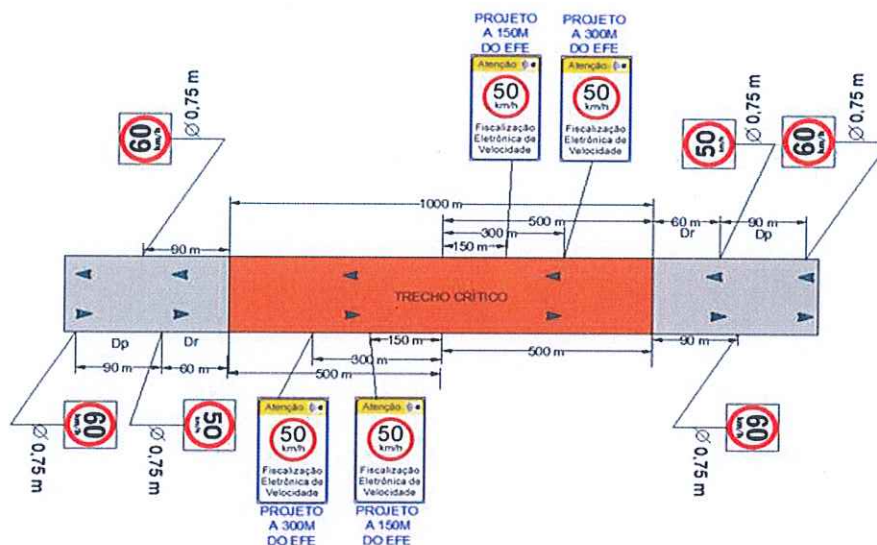 PROJETO
A 150M
DO EFE
PROJETO
A 300M
DO EFE
Atenção
50
km/h
Fiscalização
Eletrônica de
Velocidade
Atenção
50
km/h
Fiscalização
Eletrônica de
Velocidade
60
km/h
Ø 0,75 m
50
km/h
Ø 0,75 m
60
km/h
Ø 0,75 m
1000 m
500 m
60 m
90 m
300 m
Dr
Dp
150 m
90 m
TRECHO CRÍTICO
Dp
Dr
150 m
90 m
60 m
300 m
500 m
500 m
90 m
60
km/h
Ø 0,75 m
50
km/h
Ø 0,75 m
60
km/h
Ø 0,75 m
Atenção
50
km/h
Fiscalização
Eletrônica de
Velocidade
Atenção
50
km/h
Fiscalização
Eletrônica de
Velocidade
PROJETO
A 300M
DO EFE
PROJETO
A 150M
DO EFE